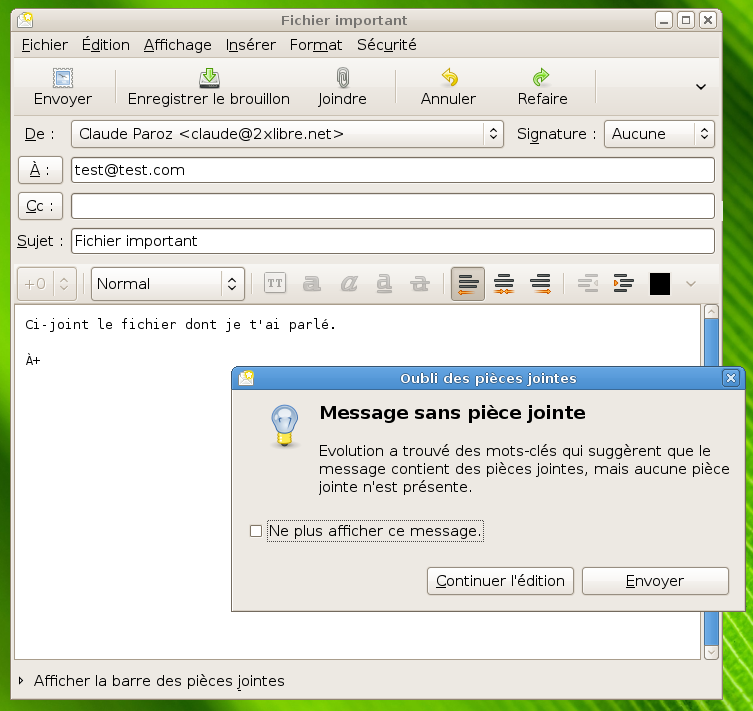 Fichier important
Fichier Édition Affichage Insérer Format Sécurité
Envoyer Enregistrer le brouillon Joindre Annuler Refaire
De : Claude Paroz <claude@2xlibre.net> Signature : Aucune
À : test@test.com
Cc :
Sujet : Fichier important
+0 Normal TT a a a a
Ci-joint le fichier dont je t'ai parlé.
À+
Oubli des pièces jointes
Message sans pièce jointe
Evolution a trouvé des mots-clés qui suggèrent que le
message contient des pièces jointes, mais aucune pièce
jointe n'est présente.
Ne plus afficher ce message.
Continuer l'édition Envoyer
Afficher la barre des pièces jointes